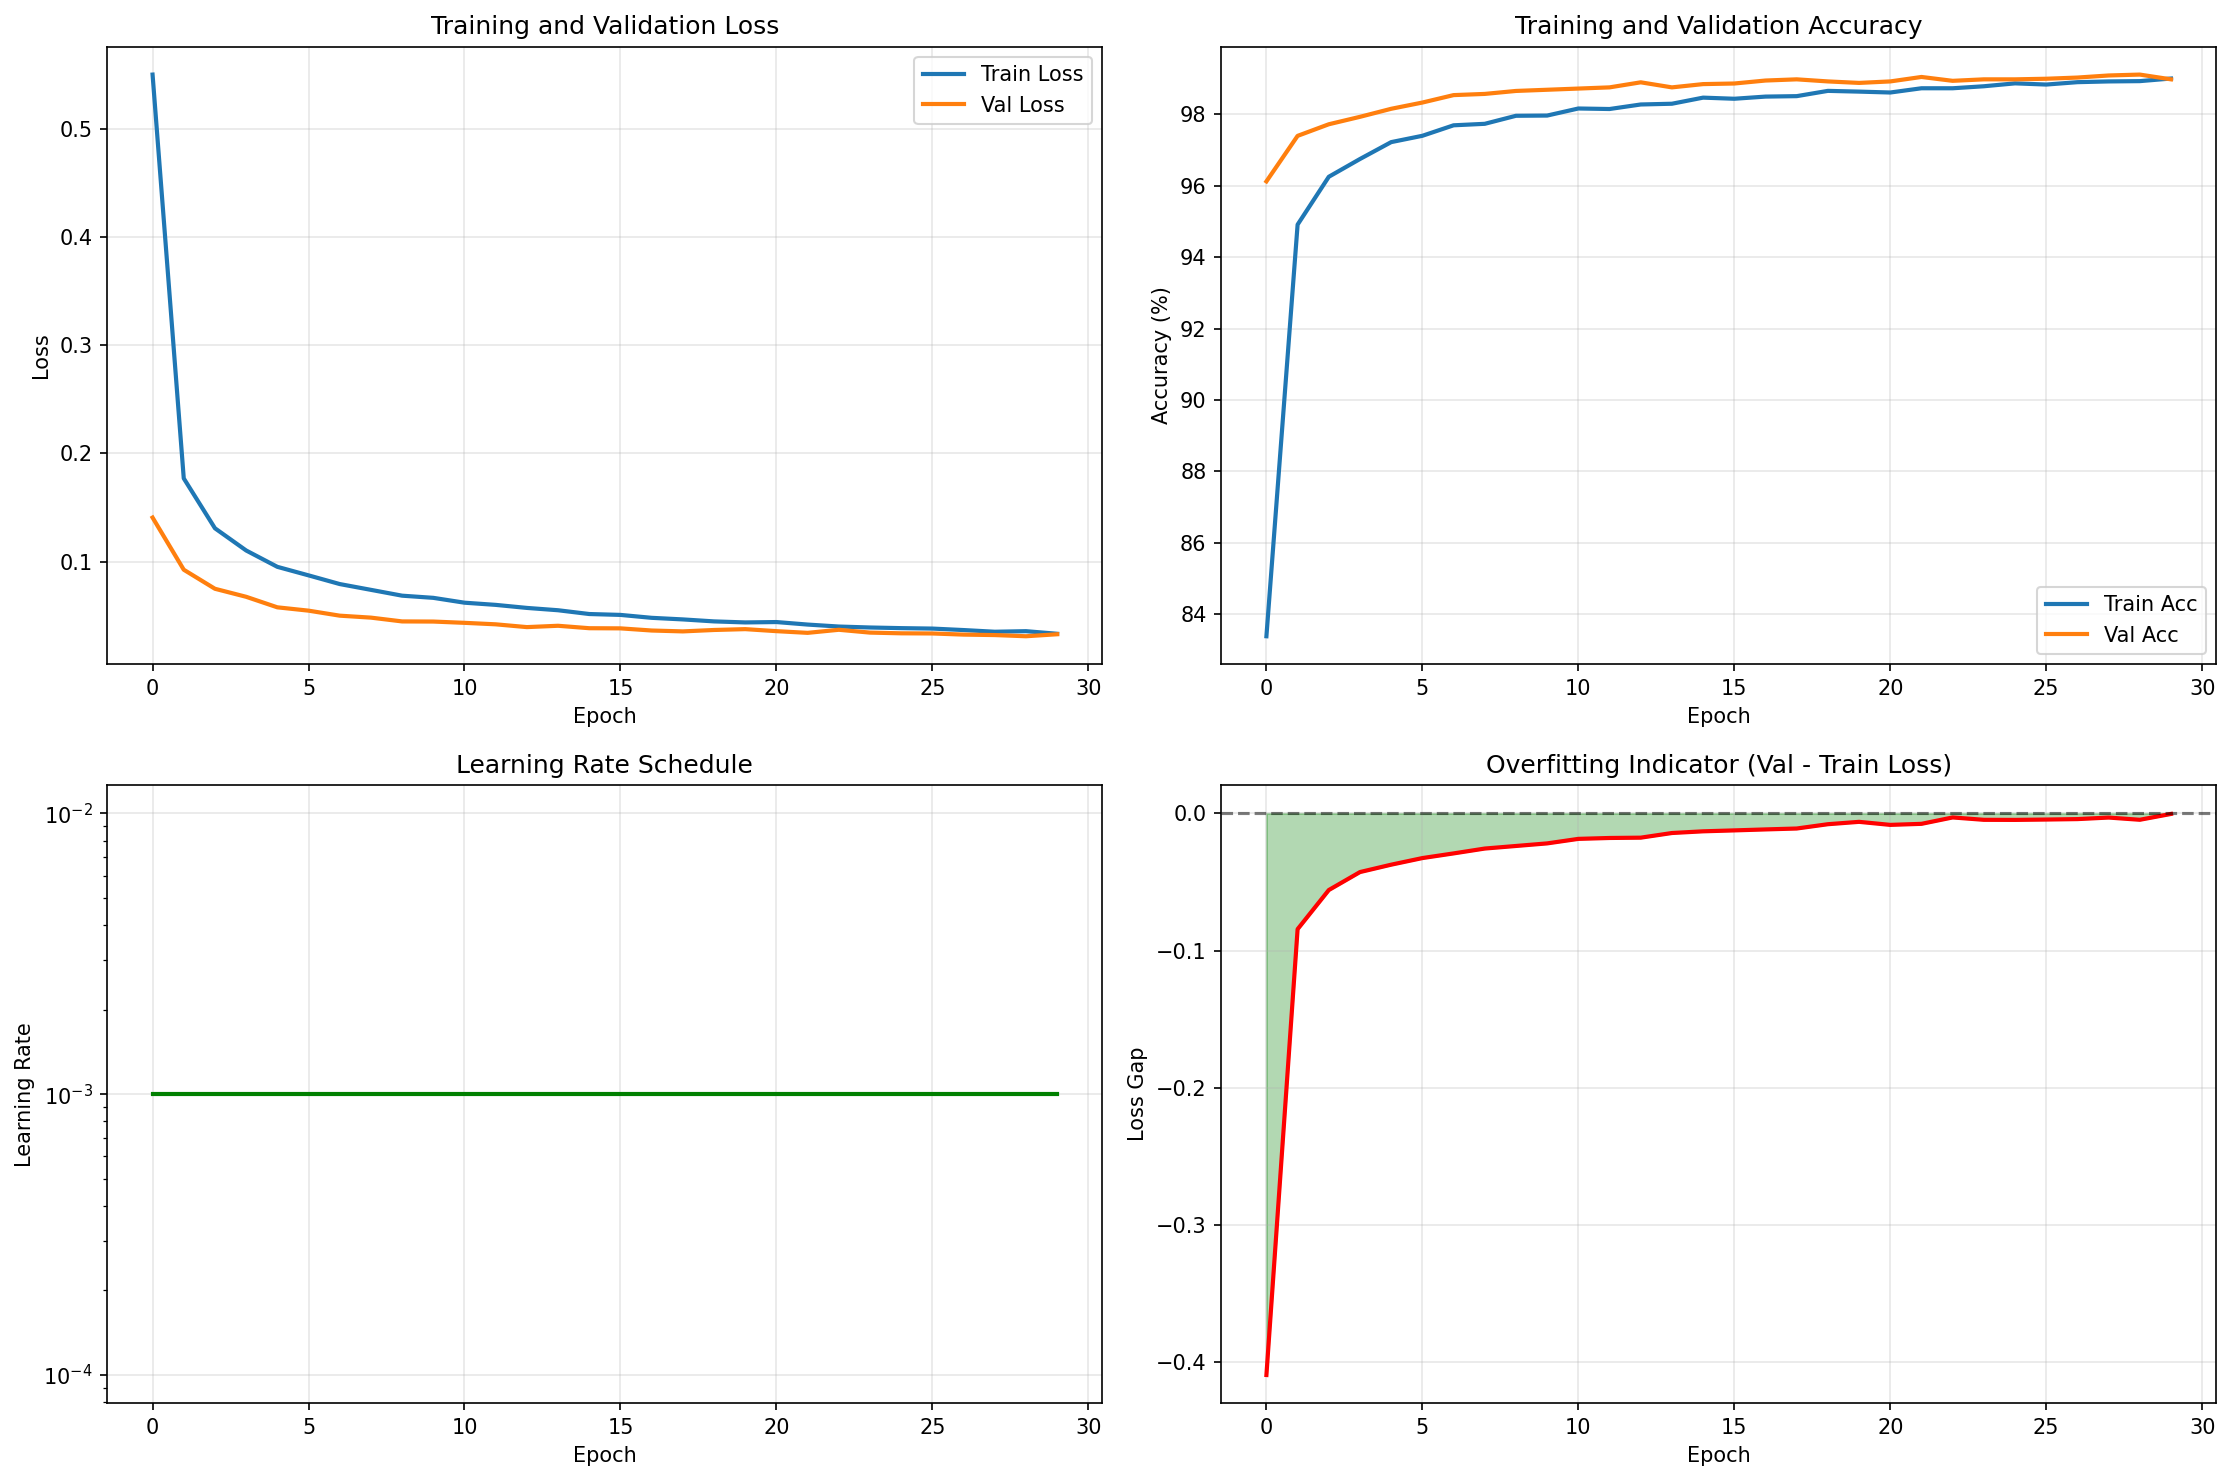 Training and Validation Loss
Loss
0.5
0.4
0.3
0.2
0.1
Train Loss
Val Loss
0 5 10 15 20 25 30
Epoch
Training and Validation Accuracy
Accuracy (%)
98
96
94
92
90
88
86
84
Train Acc
Val Acc
0 5 10 15 20 25 30
Epoch
Learning Rate Schedule
Learning Rate
10⁻²
10⁻³
10⁻⁴
0 5 10 15 20 25 30
Epoch
Overfitting Indicator (Val - Train Loss)
Loss Gap
0.0
−0.1
−0.2
−0.3
−0.4
0 5 10 15 20 25 30
Epoch